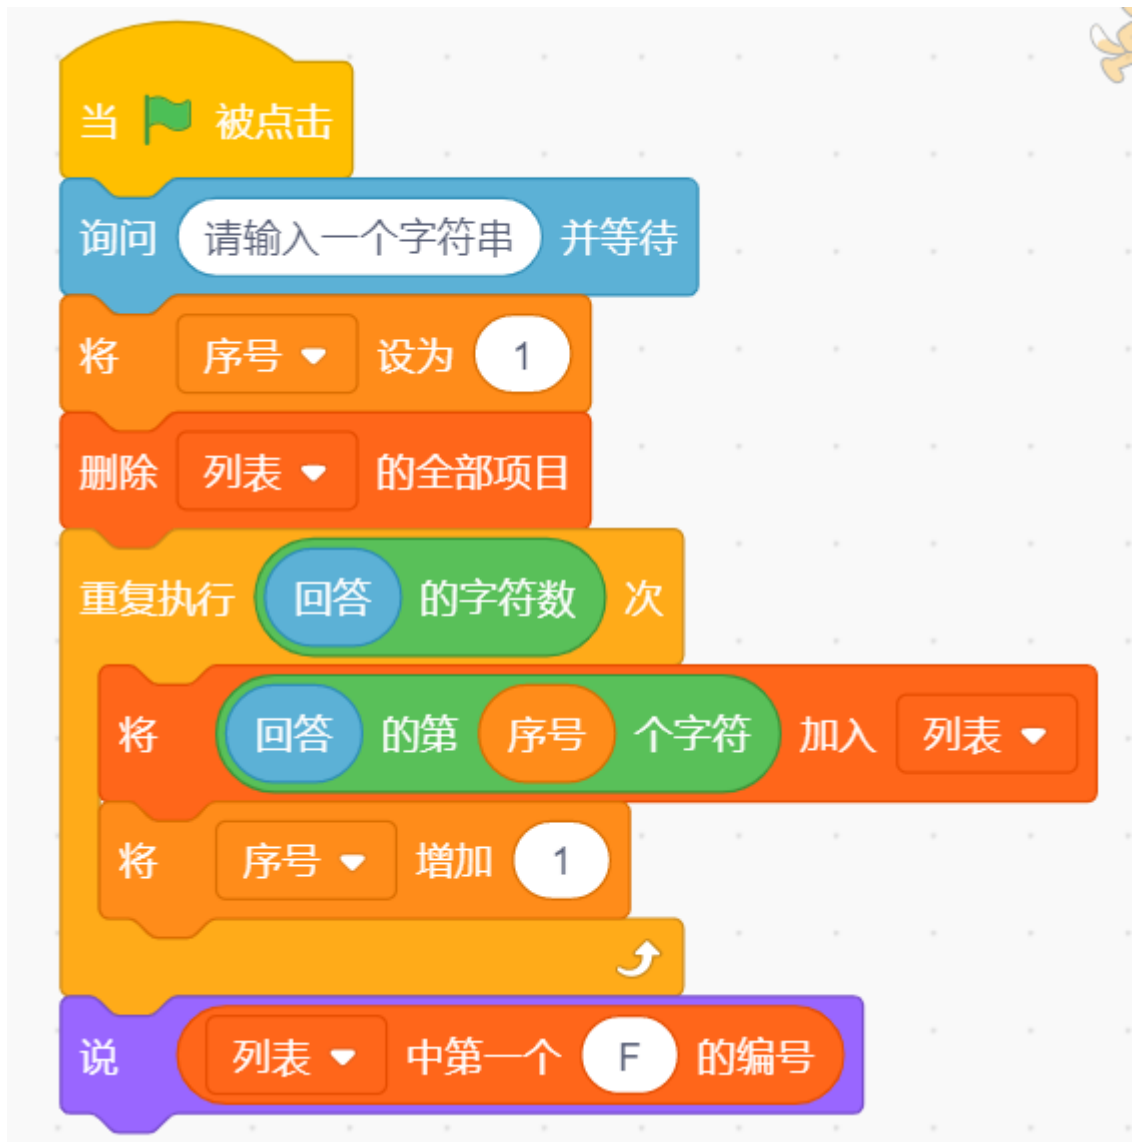 当 被点击
询问 请输入一个字符串 并等待
将 序号 设为 1
删除 列表 的全部项目
重复执行 回答 的字符数 次
将 回答 的第 序号 个字符 加入 列表
将 序号 增加 1
说 列表 中第一个 F 的编号